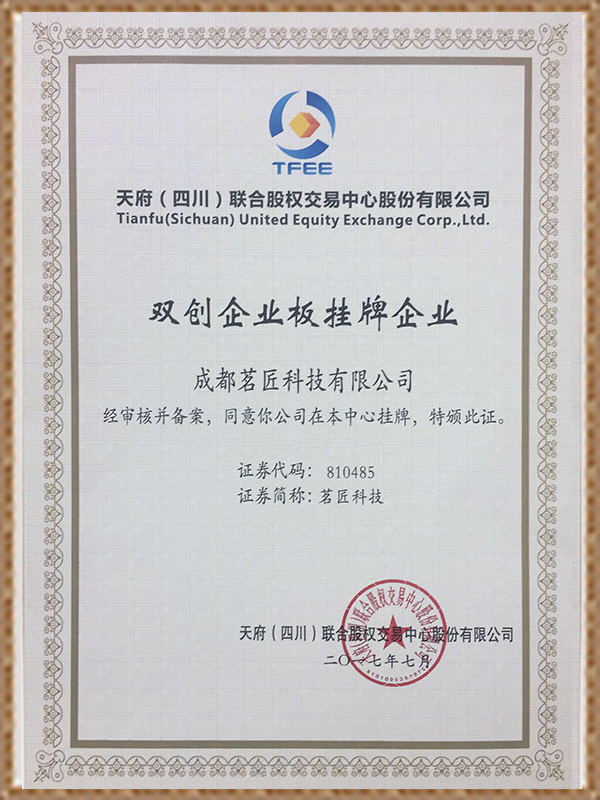 TFEE
天府（四川）联合股权交易中心股份有限公司
Tianfu(Sichuan) United Equity Exchange Corp.,Ltd.
双创企业板挂牌企业
成都茗匠科技有限公司
经审核并备案，同意你公司在本中心挂牌，特颁此证。
证券代码： 810485
证券简称：茗匠科技
天府（四川）联合股权交易中心股份有限公司
二〇一七年七月